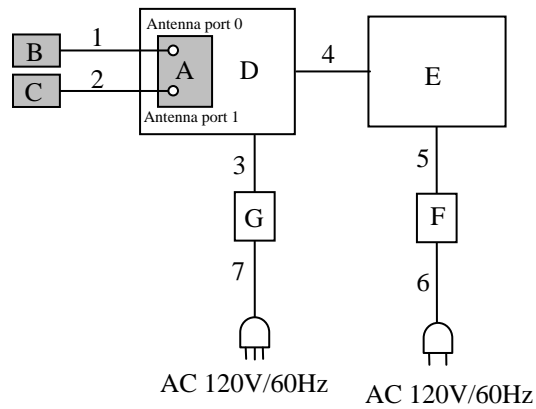 Antenna port 0
B
1
A
D
4
E
C
2
Antenna port 1
3
5
G
F
7
6
AC 120V/60Hz
AC 120V/60Hz